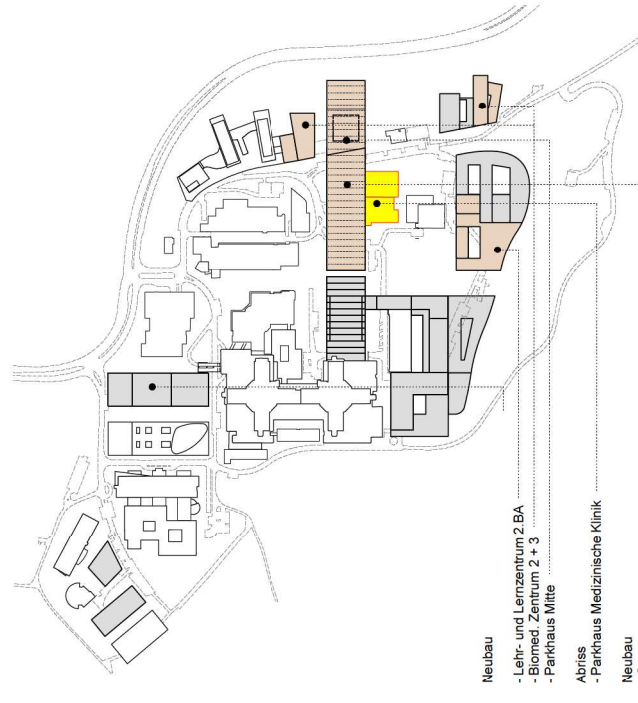 Neubau
- Lehr- und Lernzentrum 2.BA
- Biomed. Zentrum 2 + 3
- Parkhaus Mitte
Abriss
- Parkhaus Medizinische Klinik
Neubau